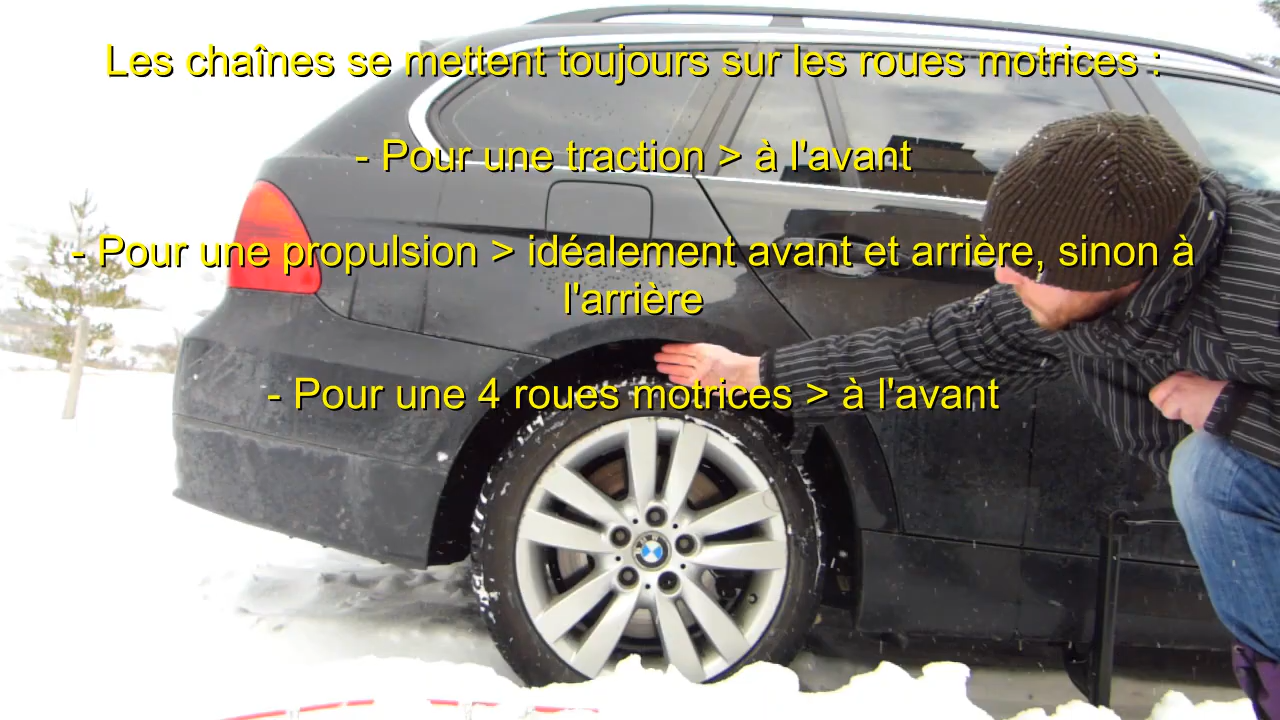 Les chaînes se mettent toujours sur les roues motrices :
- Pour une traction > à l'avant
- Pour une propulsion > idéalement avant et arrière, sinon à
l'arrière
- Pour une 4 roues motrices > à l'avant